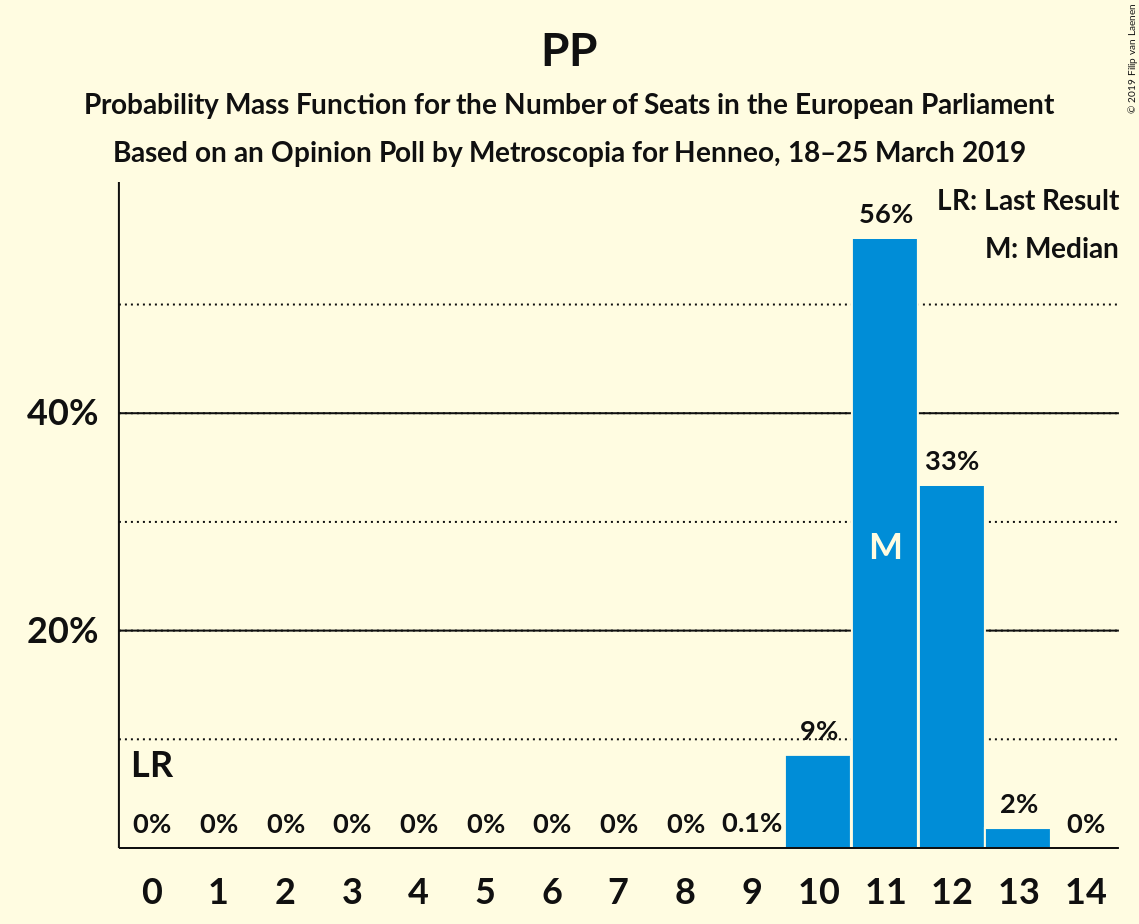 PP
Probability Mass Function for the Number of Seats in the European Parliament
Based on an Opinion Poll by Metroscopia for Henneo, 18–25 March 2019
© 2019 Filip van Laenen
LR: Last Result
M: Median
56%
40%
33%
M
20%
9%
LR
2%
0% 0% 0% 0% 0% 0% 0% 0% 0% 0.1% 0%
0 1 2 3 4 5 6 7 8 9 10 11 12 13 14